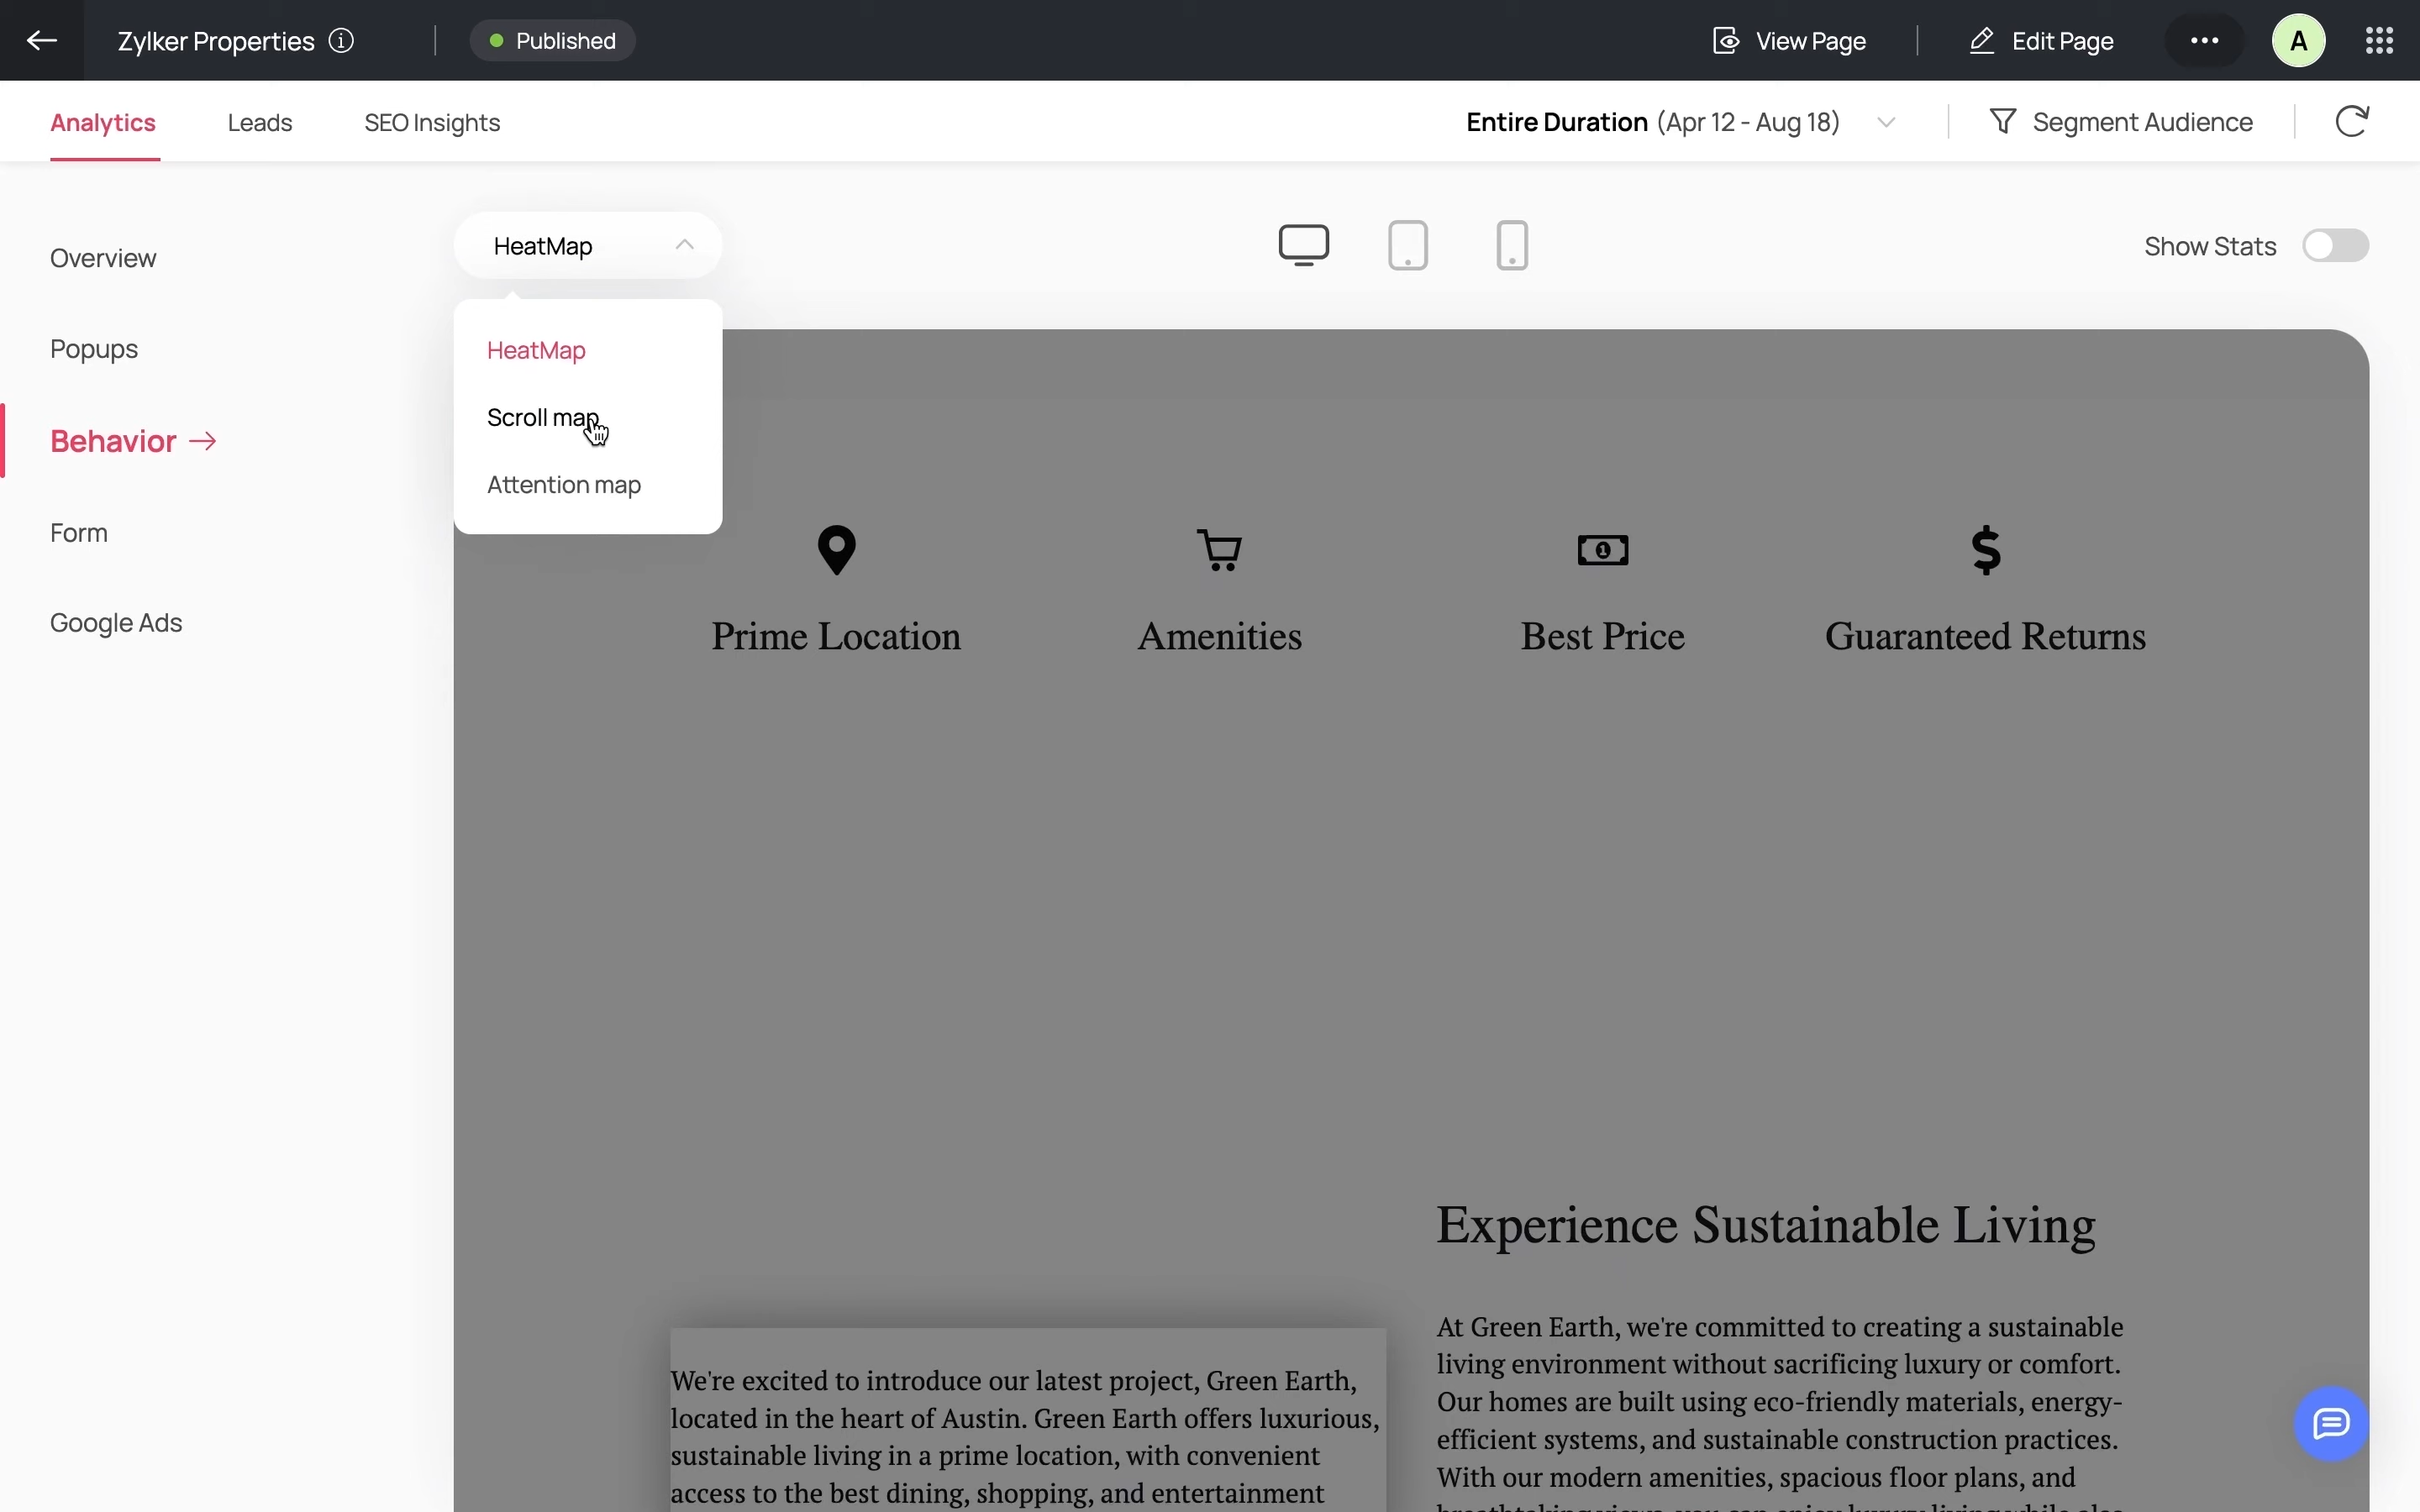 Zylker Properties
Published
View Page
Edit Page
A
Analytics
Leads
SEO Insights
Entire Duration (Apr 12 - Aug 18)
Segment Audience
Overview
Popups
Behavior
Form
Google Ads
HeatMap
Show Stats
HeatMap
Scroll map
Attention map
Prime Location
Amenities
Best Price
Guaranteed Returns
We're excited to introduce our latest project, Green Earth,
located in the heart of Austin. Green Earth offers luxurious,
sustainable living in a prime location, with convenient
access to the best dining, shopping, and entertainment
Experience Sustainable Living
At Green Earth, we're committed to creating a sustainable
living environment without sacrificing luxury or comfort.
Our homes are built using eco-friendly materials, energy-
efficient systems, and sustainable construction practices.
With our modern amenities, spacious floor plans, and